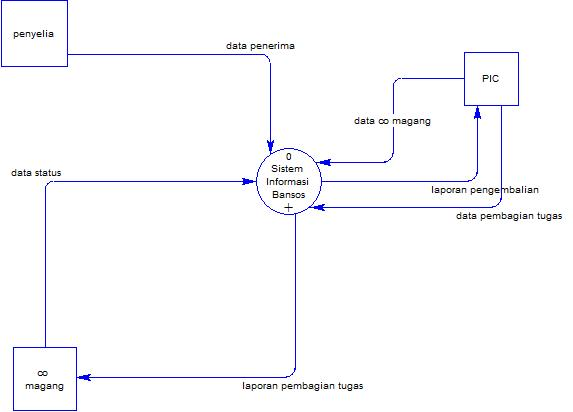 penyelia
data penerima
PIC
data co magang
0
Sistem
Informasi
Bansos
+
data status
laporan pengembalian
data pembagian tugas
co
magang
laporan pembagian tugas